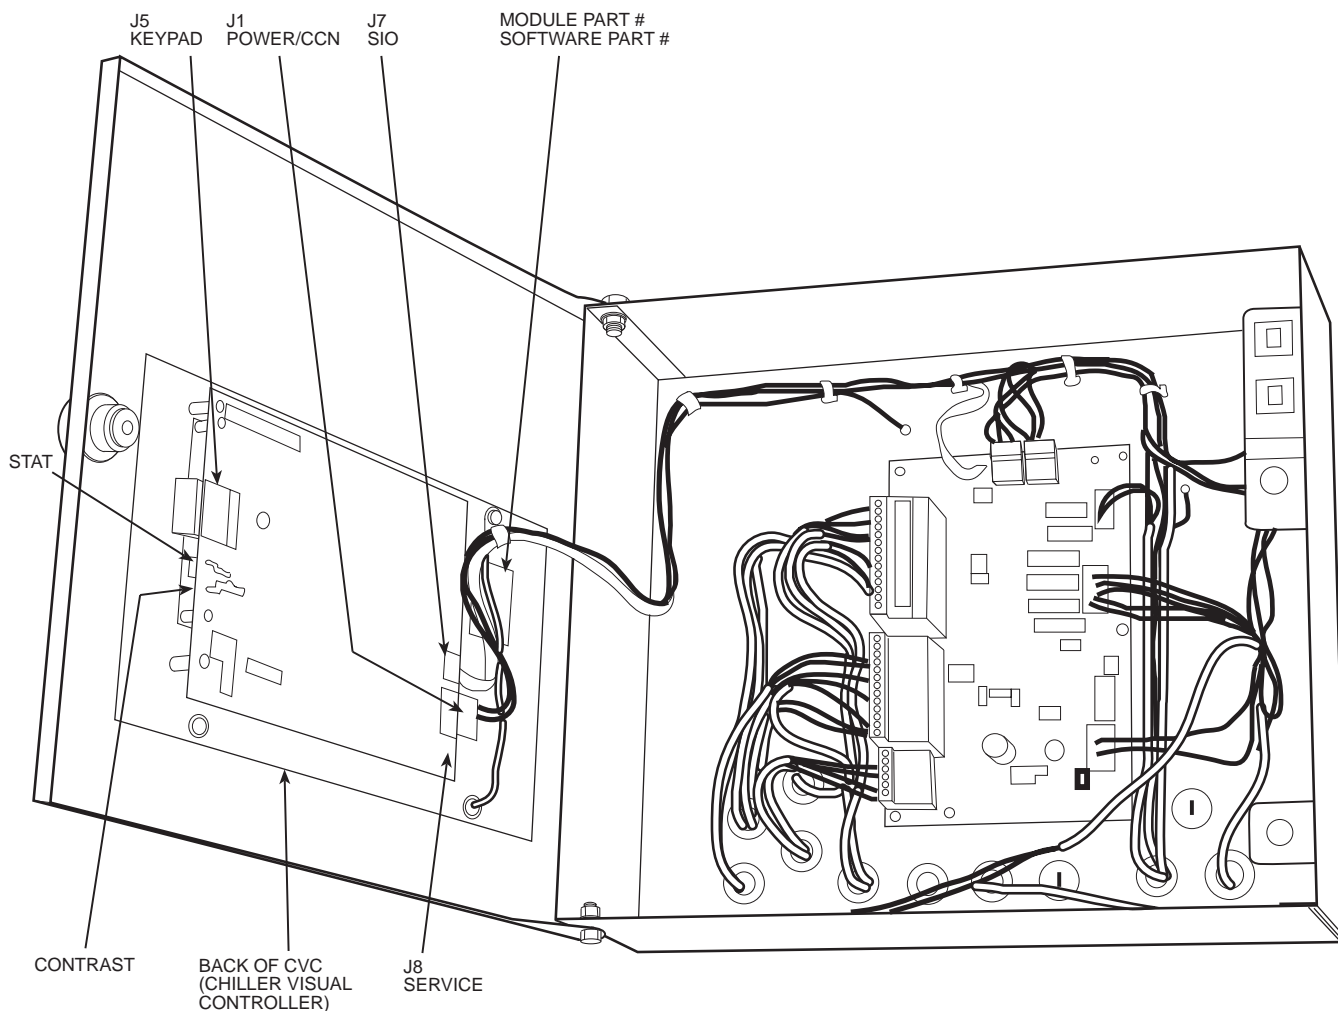 J5
KEYPAD
J1
POWER/CCN
J7
SIO
MODULE PART #
SOFTWARE PART #
STAT
CONTRAST
BACK OF CVC
(CHILLER VISUAL
CONTROLLER)
J8
SERVICE